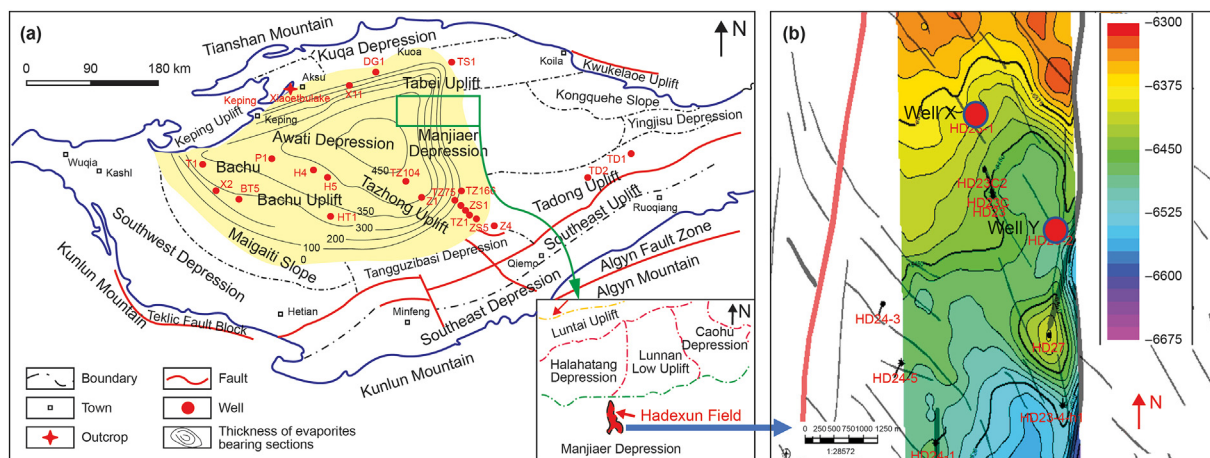 (a)
Tianshan Mountain
N
0 90 180 km
Kuqa Depression
Kuoa
DG1
TS1
Koila
Kwukelaoe Uplift
Aksu
Xiaoerbulake
X11
Tabei Uplift
Keping
Keping
Keping Uplift
Kongquehe Slope
Yingjisu Depression
Awati Depression
Manjiaer
Depression
Wuqia
Kashl
T1
Bachu
P1
H4
H5
450
TZ104
TD1
TD2
X2
BT5
Bachu Uplift
HT1
350
300
200
100
0
Tazhong Uplift
Z1
TZ75
TZ166
ZS1
TZ1
ZS5
Z4
Tadong Uplift
Ruoqiang
Southeast Uplift
Maigaiti Slope
Southwest Depression
Tangguzibasi Depression
Qiemo
Algyn Fault Zone
Algyn Mountain
Kunlun Mountain
Teklic Fault Block
Hetian
Minfeng
Southeast Depression
Kunlun Mountain
Boundary
Fault
Town
Well
Outcrop
Thickness of evaporites
bearing sections
N
Luntai Uplift
Caohu
Depression
Halahatang
Depression
Lunnan
Low Uplift
Hadexun Field
Manjiaer Depression
(b)
Well X
HD23C2
HD23C
HD23
Well Y
HD24-3
HD27
HD24-5
HD23-4H-1
HD24-1
0 250 500 750 1000 1250 m
1:28572
N
−6300
−6375
−6450
−6525
−6600
−6675